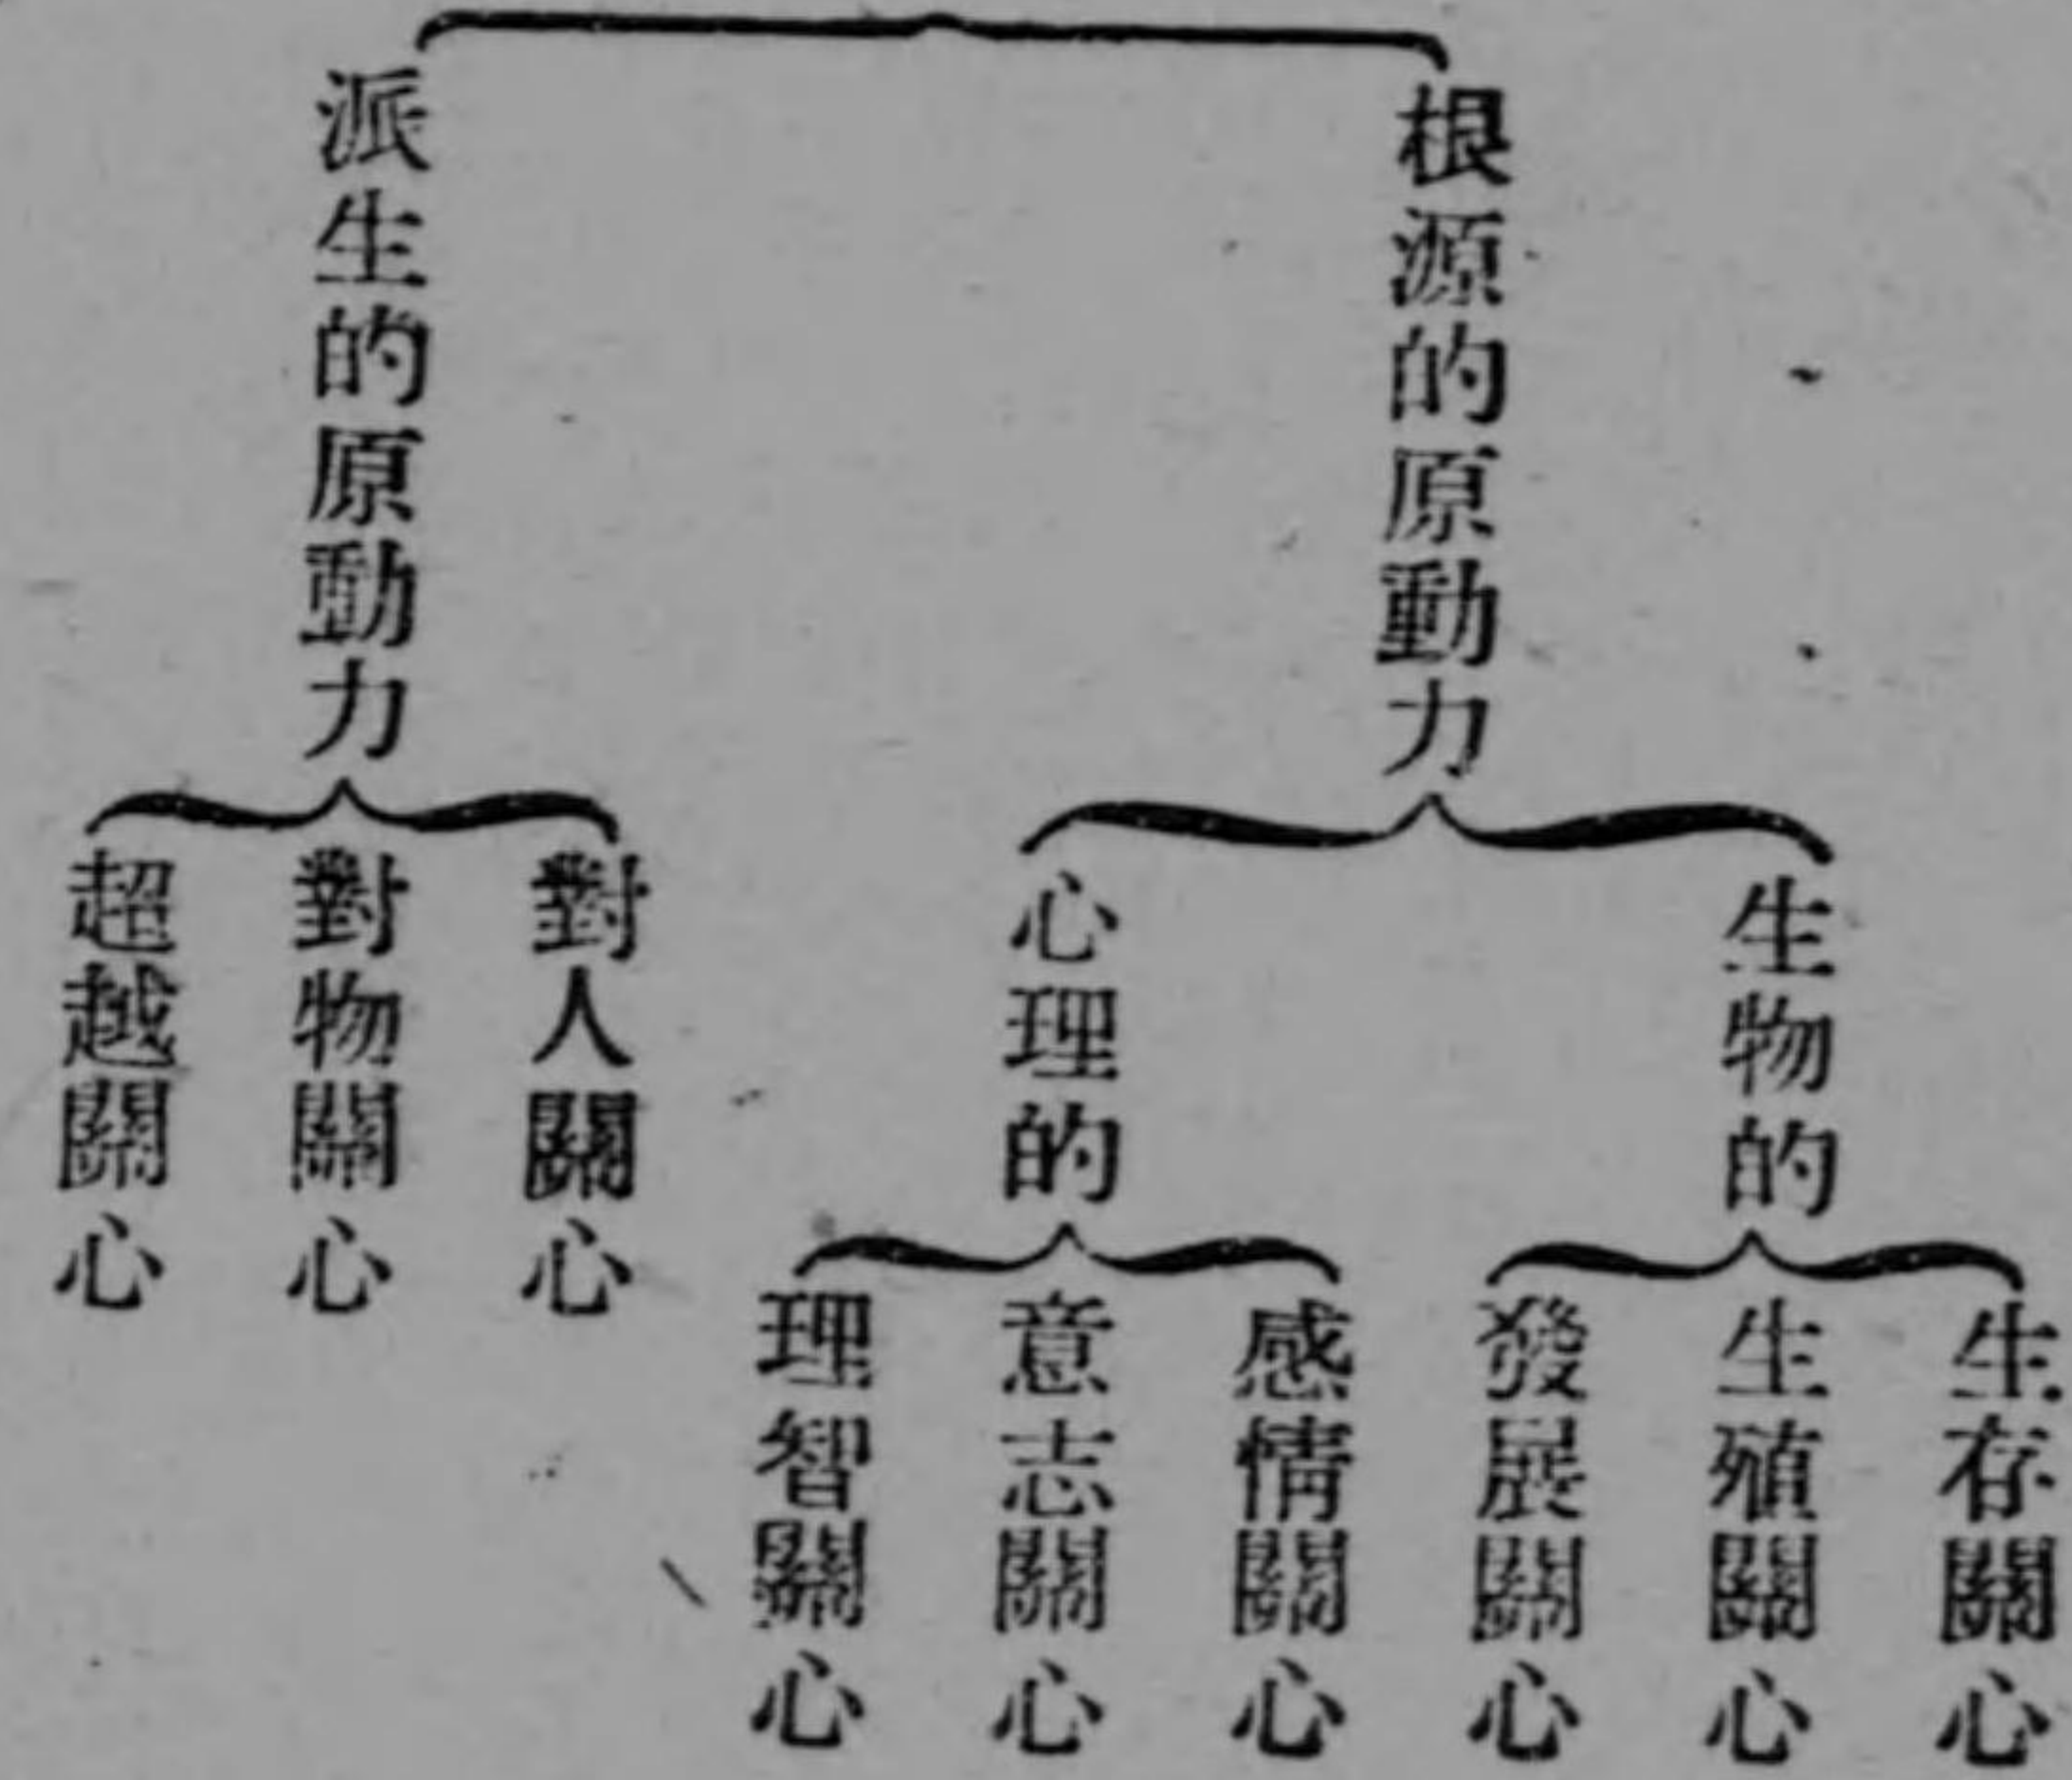 根源的原動力
生物的
生存關心
生殖關心
發展關心
心理的
感情關心
意志關心
理智關心
派生的原動力
對人關心
對物關心
超越關心